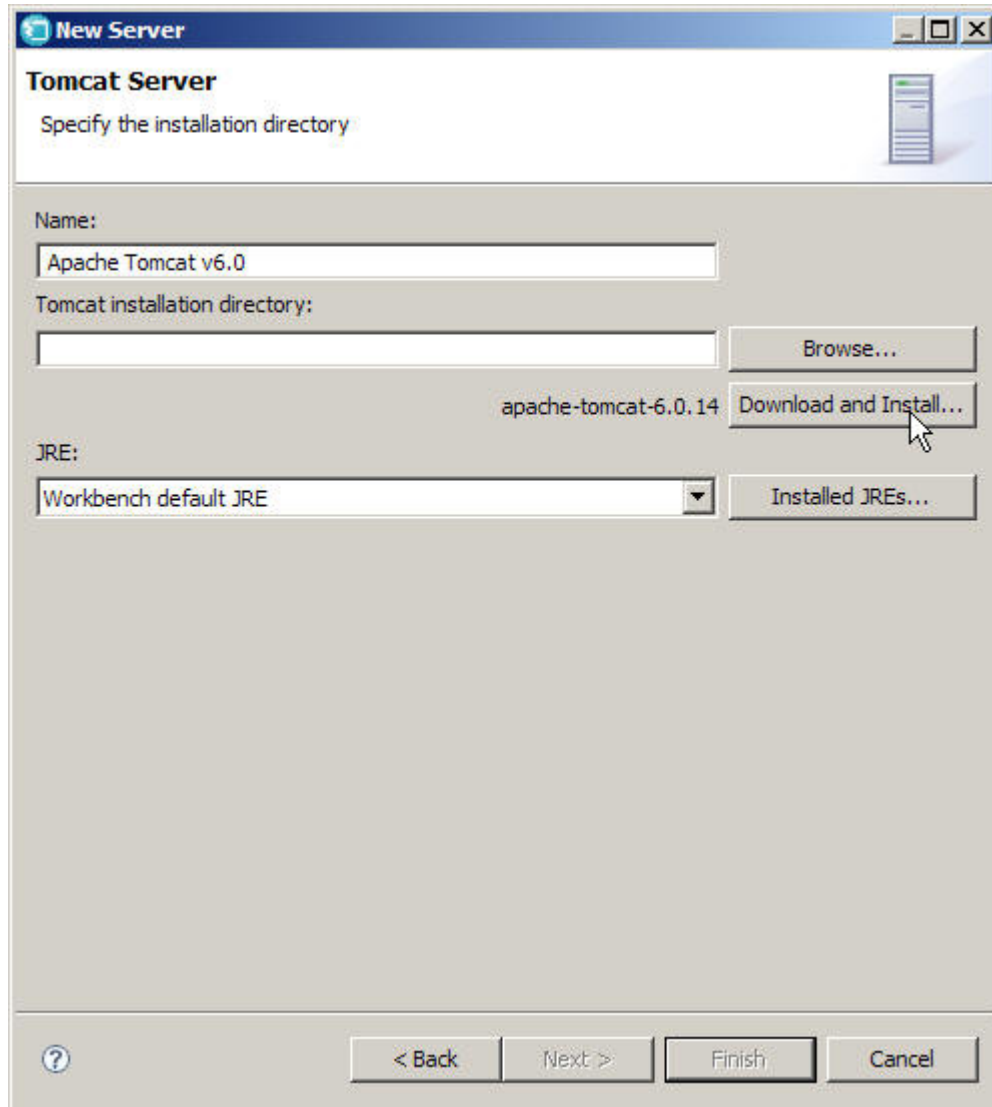 New Server
Tomcat Server
Specify the installation directory
Name:
Apache Tomcat v6.0
Tomcat installation directory:
Browse...
apache-tomcat-6.0.14 Download and Install...
JRE:
Workbench default JRE Installed JREs...
? < Back Next > Finish Cancel